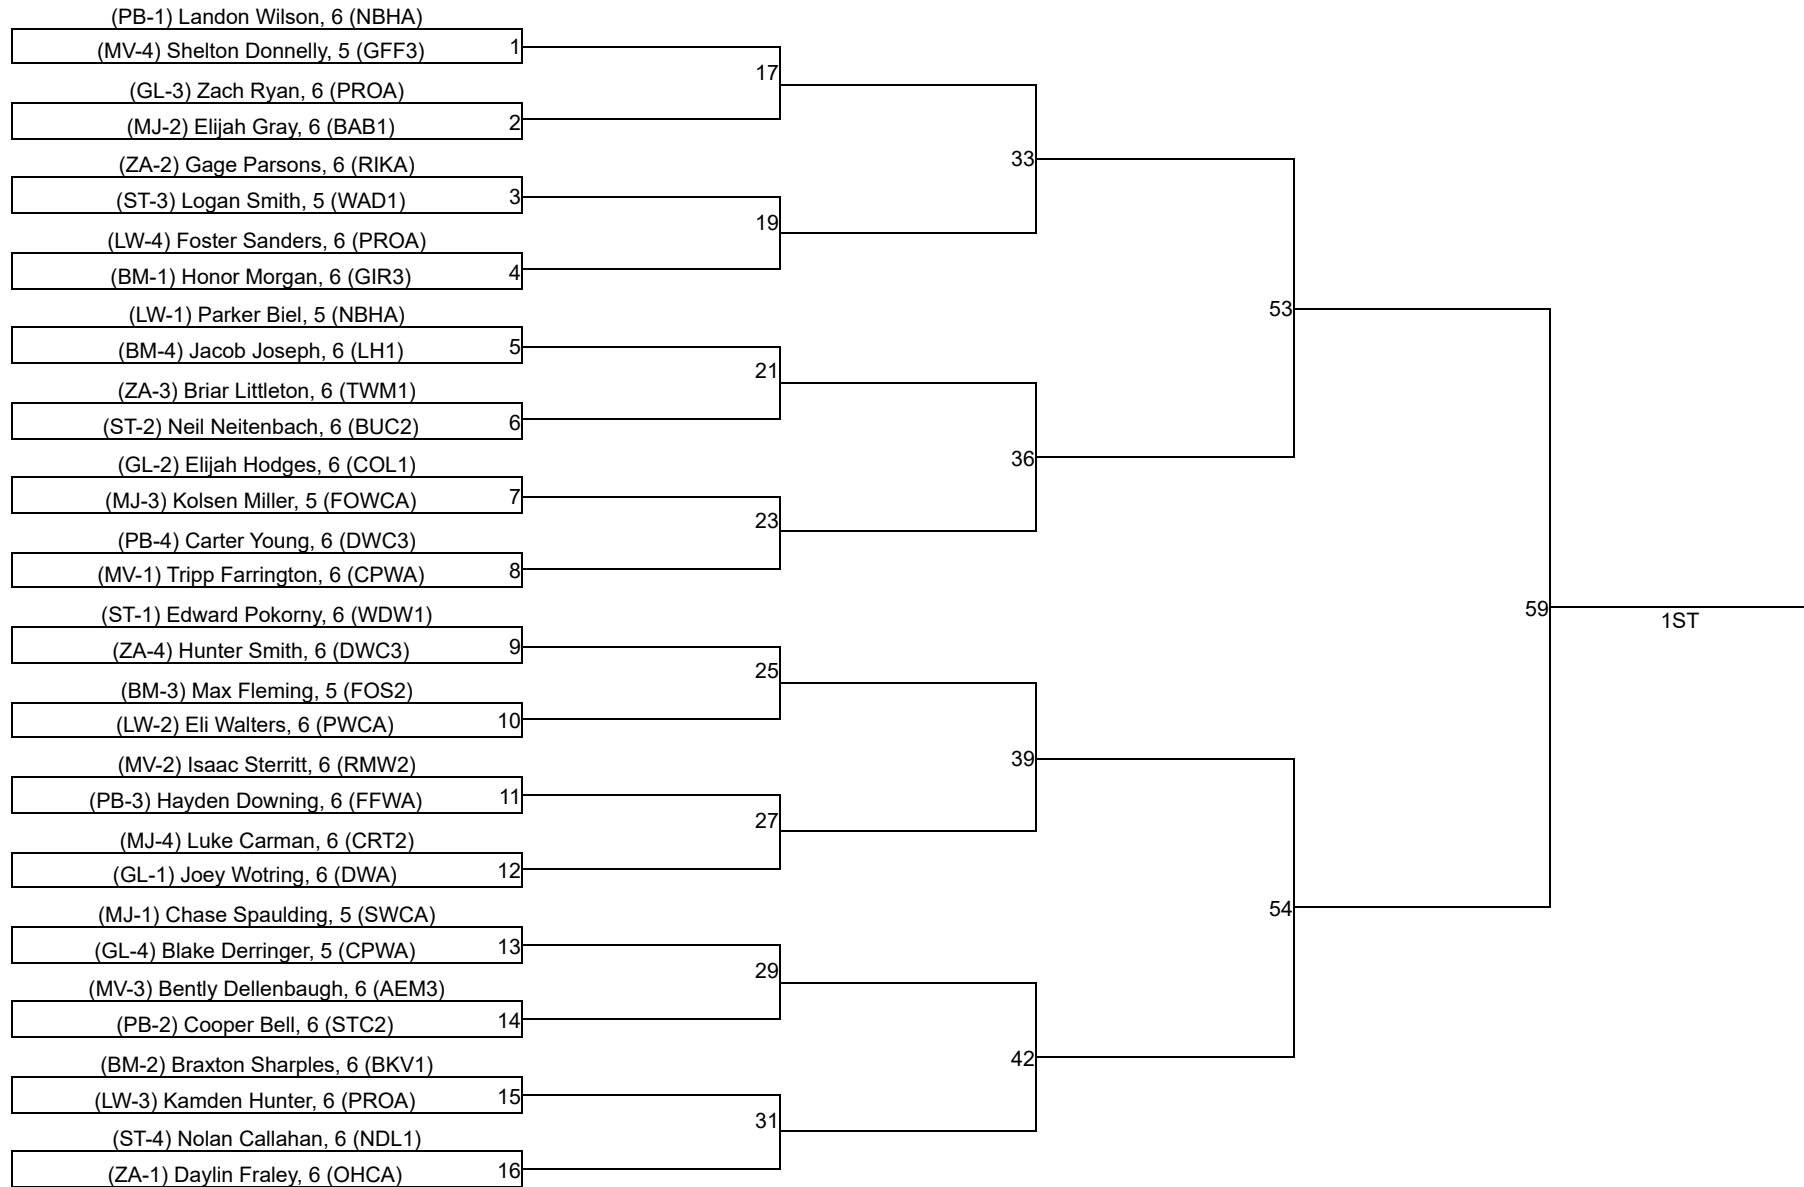 (PB-1) Landon Wilson, 6 (NBHA)
(MV-4) Shelton Donnelly, 5 (GFF3) 1
17
(GL-3) Zach Ryan, 6 (PROA)
(MJ-2) Elijah Gray, 6 (BAB1) 2
33
(ZA-2) Gage Parsons, 6 (RIKA)
(ST-3) Logan Smith, 5 (WAD1) 3
19
(LW-4) Foster Sanders, 6 (PROA)
(BM-1) Honor Morgan, 6 (GIR3) 4
53
(LW-1) Parker Biel, 5 (NBHA)
(BM-4) Jacob Joseph, 6 (LH1) 5
21
(ZA-3) Briar Littleton, 6 (TWM1)
(ST-2) Neil Neitenbach, 6 (BUC2) 6
36
(GL-2) Elijah Hodges, 6 (COL1)
(MJ-3) Kolsen Miller, 5 (FOWCA) 7
23
(PB-4) Carter Young, 6 (DWC3)
(MV-1) Tripp Farrington, 6 (CPWA) 8
59
1ST
(ST-1) Edward Pokorny, 6 (WDW1)
(ZA-4) Hunter Smith, 6 (DWC3) 9
25
(BM-3) Max Fleming, 5 (FOS2)
(LW-2) Eli Walters, 6 (PWCA) 10
39
(MV-2) Isaac Sterritt, 6 (RMW2)
(PB-3) Hayden Downing, 6 (FFWA) 11
27
(MJ-4) Luke Carman, 6 (CRT2)
(GL-1) Joey Wotring, 6 (DWA) 12
54
(MJ-1) Chase Spaulding, 5 (SWCA)
(GL-4) Blake Derringer, 5 (CPWA) 13
29
(MV-3) Bently Dellenbaugh, 6 (AEM3)
(PB-2) Cooper Bell, 6 (STC2) 14
42
(BM-2) Braxton Sharples, 6 (BKV1)
(LW-3) Kamden Hunter, 6 (PROA) 15
31
(ST-4) Nolan Callahan, 6 (NDL1)
(ZA-1) Daylin Fraley, 6 (OHCA) 16